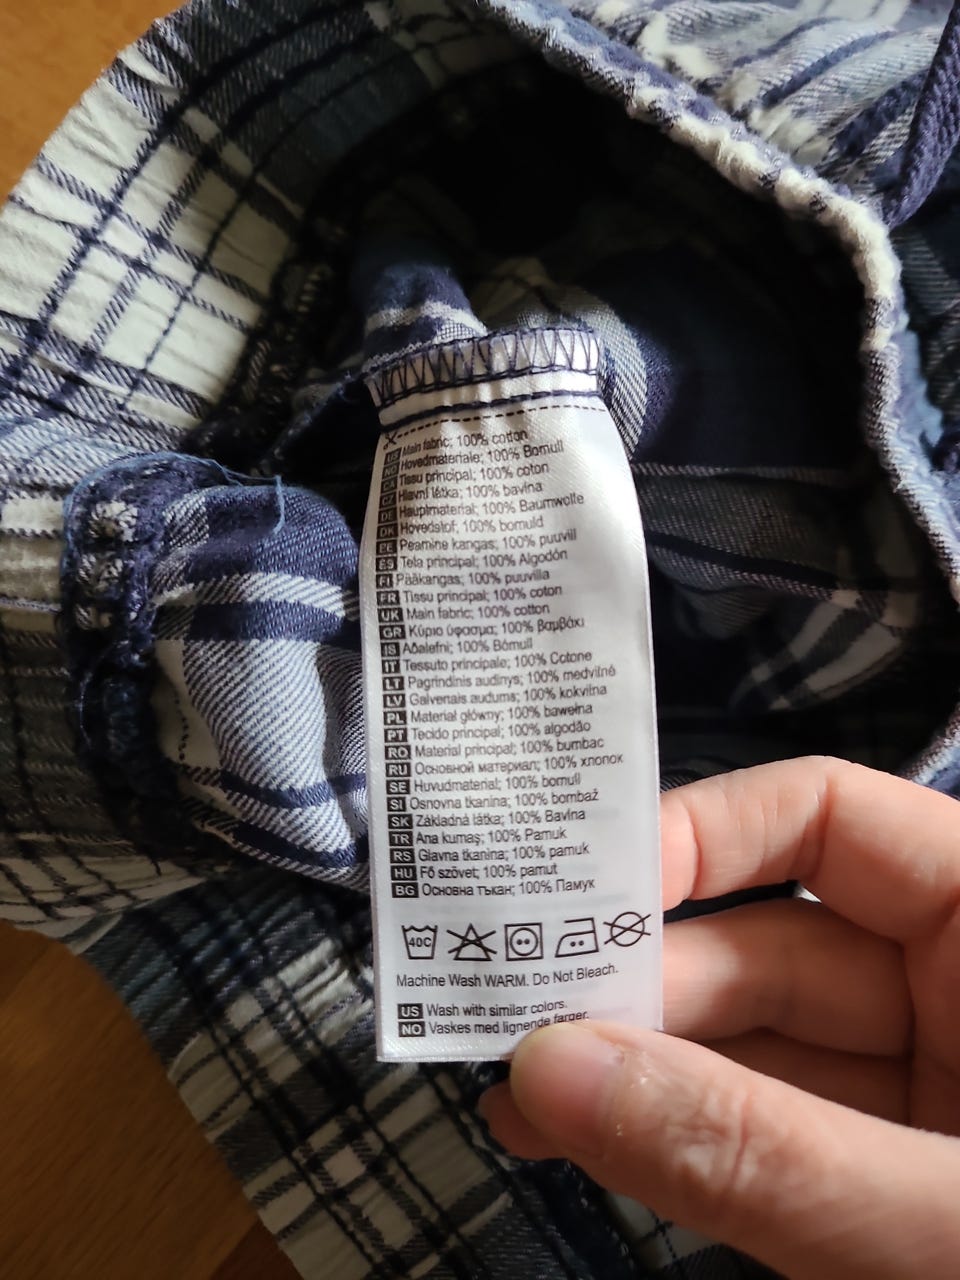 US Main fabric; 100% cotton
NO Hovedmateriale; 100% Bomull
CA Tissu principal; 100% coton
CZ Hlavní látka; 100% bavlna
DE Hauptmaterial; 100% Baumwolle
DK Hovedstof; 100% bomuld
EE Peamine kangas; 100% puuvill
ES Tela principal; 100% Algodón
FI Pääkangas; 100% puuvilla
FR Tissu principal; 100% coton
UK Main fabric; 100% cotton
GR Κύριο ύφασμα; 100% βαμβάκι
IS Aðalefni; 100% Bómull
IT Tessuto principale; 100% Cotone
LT Pagrindinis audinys; 100% medvilnė
LV Galvenais audums; 100% kokvilna
PL Materiał główny; 100% bawełna
PT Tecido principal; 100% algodão
RO Material principal; 100% bumbac
RU Основной материал; 100% хлопок
SE Huvudmaterial; 100% bomull
SI Osnovna tkanina; 100% bombaž
SK Základná látka; 100% Bavlna
TR Ana kumaş; 100% Pamuk
RS Glavna tkanina; 100% pamuk
HU Fő szövet; 100% pamut
BG Основна тъкан; 100% Памук
40C
Machine Wash WARM. Do Not Bleach.
US Wash with similar colors.
NO Vaskes med lignende farger.